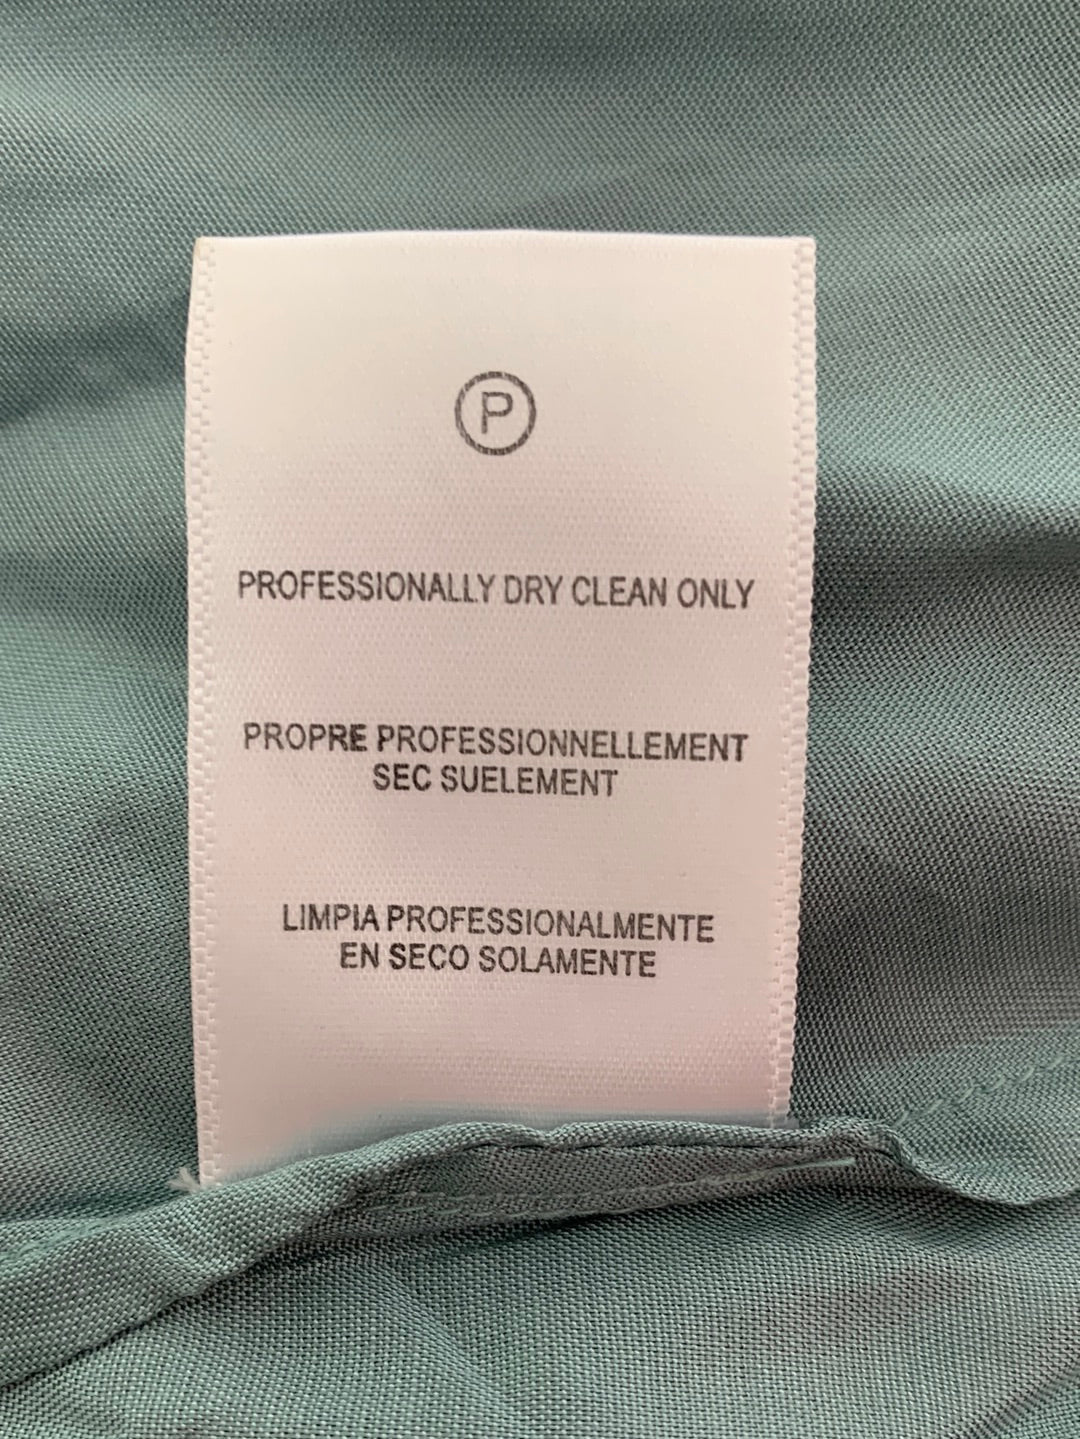 P
PROFESSIONALLY DRY CLEAN ONLY
PROPRE PROFESSIONNELLEMENT
SEC SUELEMENT
LIMPIA PROFESSIONALMENTE
EN SECO SOLAMENTE